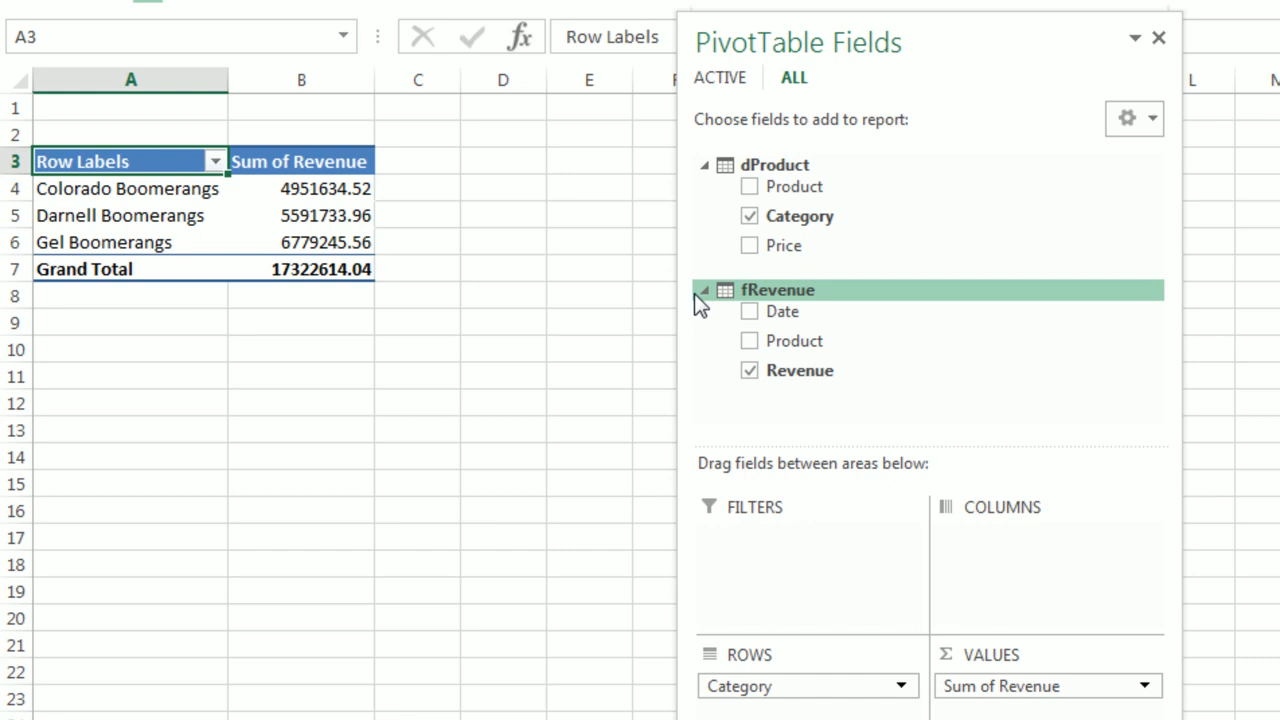 A3 fx Row Labels
A B C D E F L M
1
2
3 Row Labels Sum of Revenue
4 Colorado Boomerangs 4951634.52
5 Darnell Boomerangs 5591733.96
6 Gel Boomerangs 6779245.56
7 Grand Total 17322614.04
8
9
10
11
12
13
14
15
16
17
18
19
20
21
22
23
PivotTable Fields
ACTIVE ALL
Choose fields to add to report:
dProduct
Product
Category
Price
fRevenue
Date
Product
Revenue
Drag fields between areas below:
FILTERS COLUMNS
ROWS Σ VALUES
Category Sum of Revenue